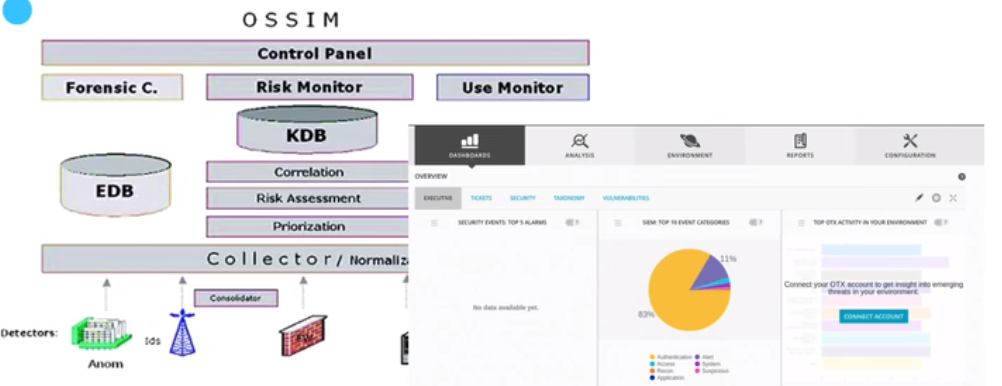 OSSIM
Control Panel
Forensic C.
Risk Monitor
Use Monitor
KDB
EDB
Correlation
Risk Assessment
Priorization
Collector/ Normaliz
Consolidator
Detectors:
Ids
Anom
DASHBOARDS
ANALYSIS
ENVIRONMENT
REPORTS
CONFIGURATION
OVERVIEW
EXECUTIVE
TICKETS
SECURITY
TAXONOMY
VULNERABILITIES
SECURITY EVENTS: TOP 5 ALARMS
SIEM: TOP 10 EVENT CATEGORIES
TOP OTX ACTIVITY IN YOUR ENVIRONMENT
No data available yet.
11%
83%
Authentication
Alert
Access
System
Recon
Suspicious
Application
Connect your OTX account to get insight into emerging
threats in your environment.
CONNECT ACCOUNT